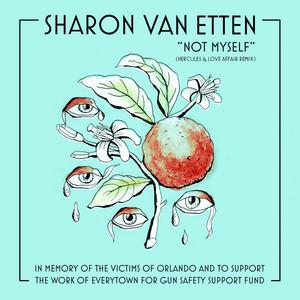 SHARON VAN ETTEN
"NOT MYSELF"
(HERCULES & LOVE AFFAIR REMIX)
IN MEMORY OF THE VICTIMS OF ORLANDO AND TO SUPPORT
THE WORK OF EVERYTOWN FOR GUN SAFETY SUPPORT FUND